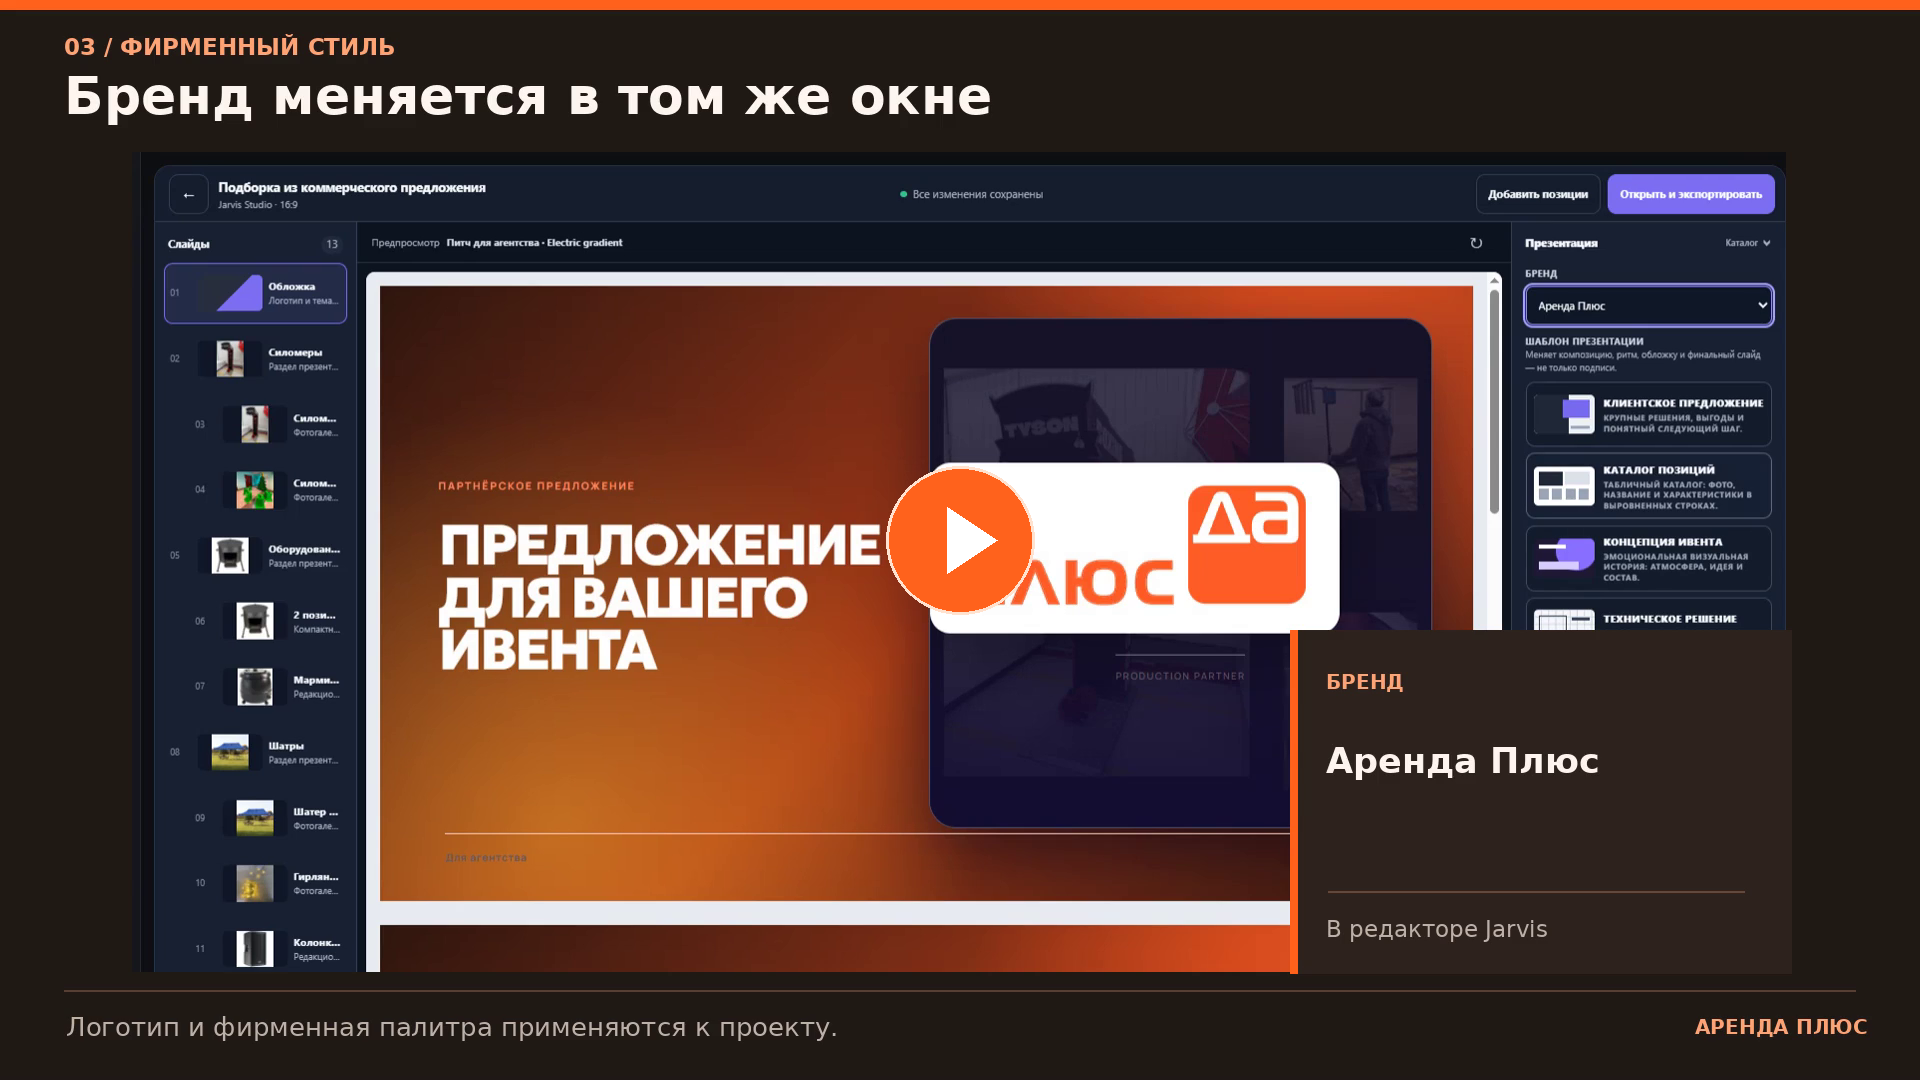 03 / ФИРМЕННЫЙ СТИЛЬ
Бренд меняется в том же окне
←
Подборка из коммерческого предложения
Jarvis Studio · 16:9
Все изменения сохранены
Добавить позиции
Открыть и экспортировать
Слайды
13
01
Обложка
Логотип и тема...
02
Силомеры
Раздел презент...
03
Силом...
Фотогале...
04
Силом...
Фотогале...
05
Оборудован...
Раздел презент...
06
2 пози...
Компактн...
07
Марми...
Редакцио...
08
Шатры
Раздел презент...
09
Шатер ...
Фотогале...
10
Гирлян...
Фотогале...
11
Колонк...
Редакцио...
Предпросмотр
Питч для агентства · Electric gradient
↻
ПАРТНЁРСКОЕ ПРЕДЛОЖЕНИЕ
ПРЕДЛОЖЕНИЕ
ДЛЯ ВАШЕГО
ИВЕНТА
Для агентства
TYSON
да
ЛЮС
PRODUCTION PARTNER
Презентация
Каталог
БРЕНД
Аренда Плюс
ШАБЛОН ПРЕЗЕНТАЦИИ
Меняет композицию, ритм, обложку и финальный слайд
— не только подписи.
КЛИЕНТСКОЕ ПРЕДЛОЖЕНИЕ
КРУПНЫЕ РЕШЕНИЯ, ВЫГОДЫ И
ПОНЯТНЫЙ СЛЕДУЮЩИЙ ШАГ.
КАТАЛОГ ПОЗИЦИЙ
ТАБЛИЧНЫЙ КАТАЛОГ: ФОТО,
НАЗВАНИЕ И ХАРАКТЕРИСТИКИ В
ВЫРОВНЕННЫХ СТРОКАХ.
КОНЦЕПЦИЯ ИВЕНТА
ЭМОЦИОНАЛЬНАЯ ВИЗУАЛЬНАЯ
ИСТОРИЯ: АТМОСФЕРА, ИДЕЯ И
СОСТАВ.
ТЕХНИЧЕСКОЕ РЕШЕНИЕ
БРЕНД
Аренда Плюс
В редакторе Jarvis
Логотип и фирменная палитра применяются к проекту.
АРЕНДА ПЛЮС